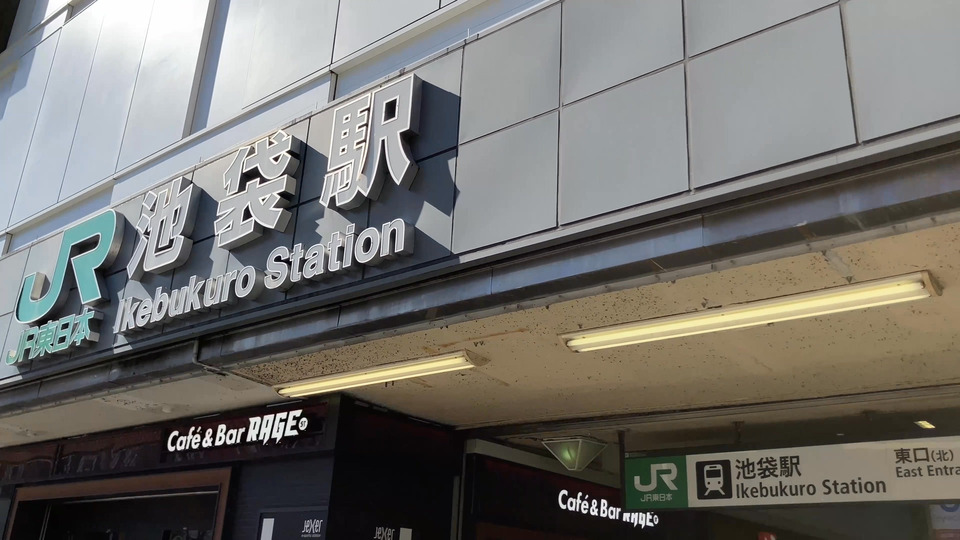 JR 池袋駅
JR東日本 Ikebukuro Station
Café & Bar RAGE
Café & Bar RAGE
JR
JR東日本
池袋駅
Ikebukuro Station
東口(北)
East Entra